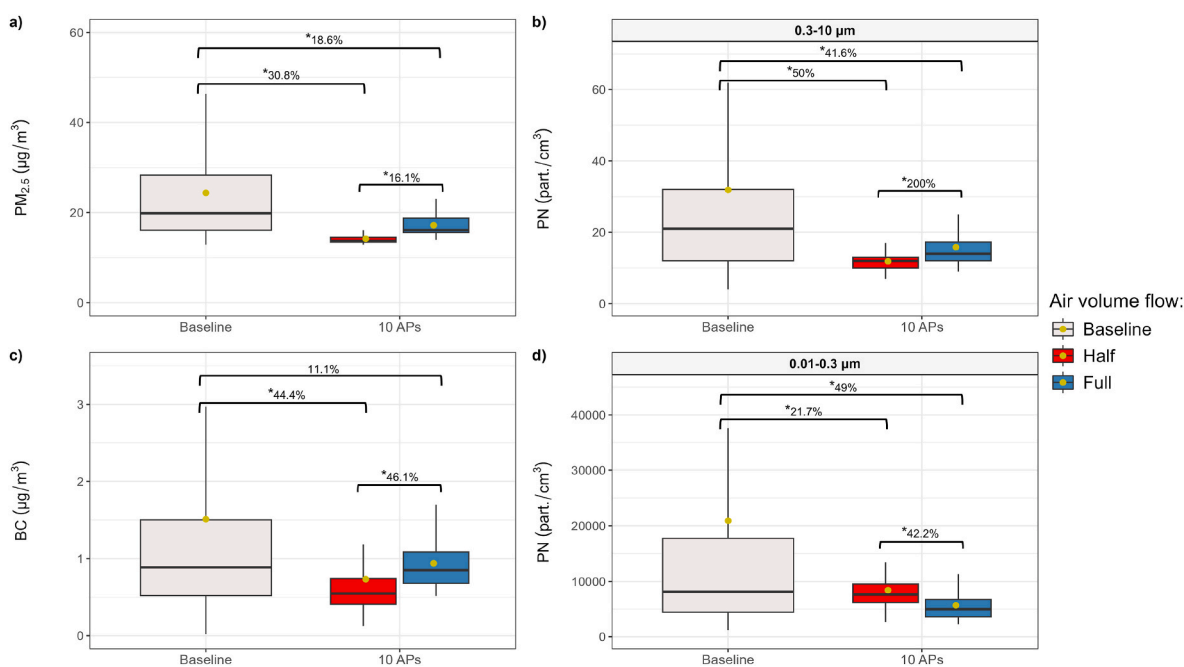 a)
60
40
20
0
PM2.5 (µg/m3)
*18.6%
*30.8%
*16.1%
Baseline
10 APs
b)
0.3-10 µm
60
40
20
0
PN (part./cm3)
*41.6%
*50%
*200%
Baseline
10 APs
c)
3
2
1
0
BC (µg/m3)
11.1%
*44.4%
*46.1%
Baseline
10 APs
d)
0.01-0.3 µm
40000
30000
20000
10000
0
PN (part./cm3)
*49%
*21.7%
*42.2%
Baseline
10 APs
Air volume flow:
Baseline
Half
Full